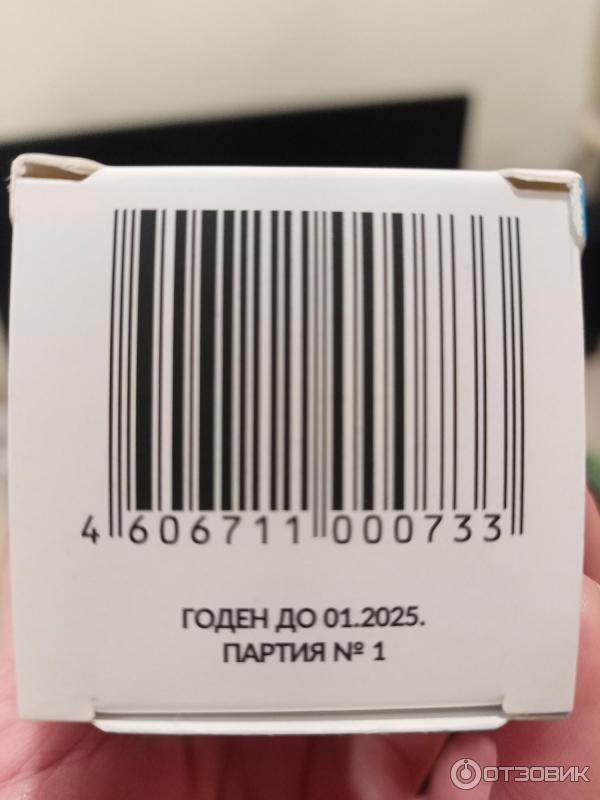 4 606711 000733
ГОДЕН ДО 01.2025.
ПАРТИЯ № 1
ОТЗОВИК